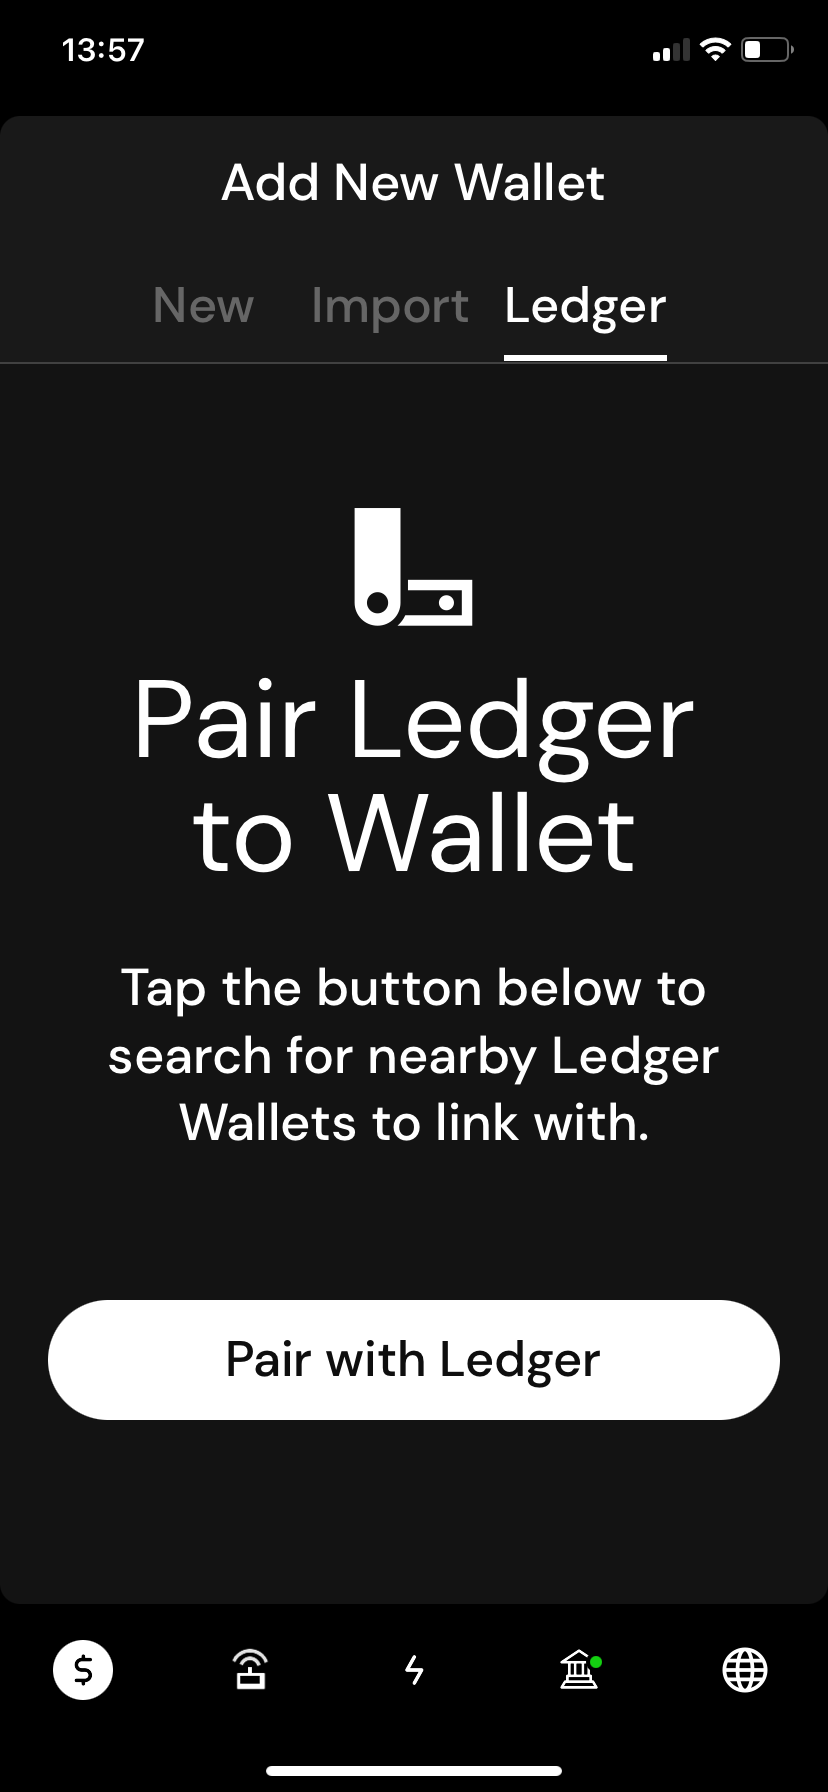 13:57
Add New Wallet
New Import Ledger
Pair Ledger
to Wallet
Tap the button below to
search for nearby Ledger
Wallets to link with.
Pair with Ledger
$